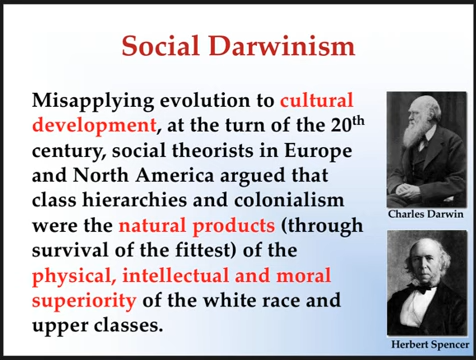 Social Darwinism
Misapplying evolution to cultural
development, at the turn of the 20th
century, social theorists in Europe
and North America argued that
class hierarchies and colonialism
were the natural products (through
survival of the fittest) of the
physical, intellectual and moral
superiority of the white race and
upper classes.
Charles Darwin
Herbert Spencer